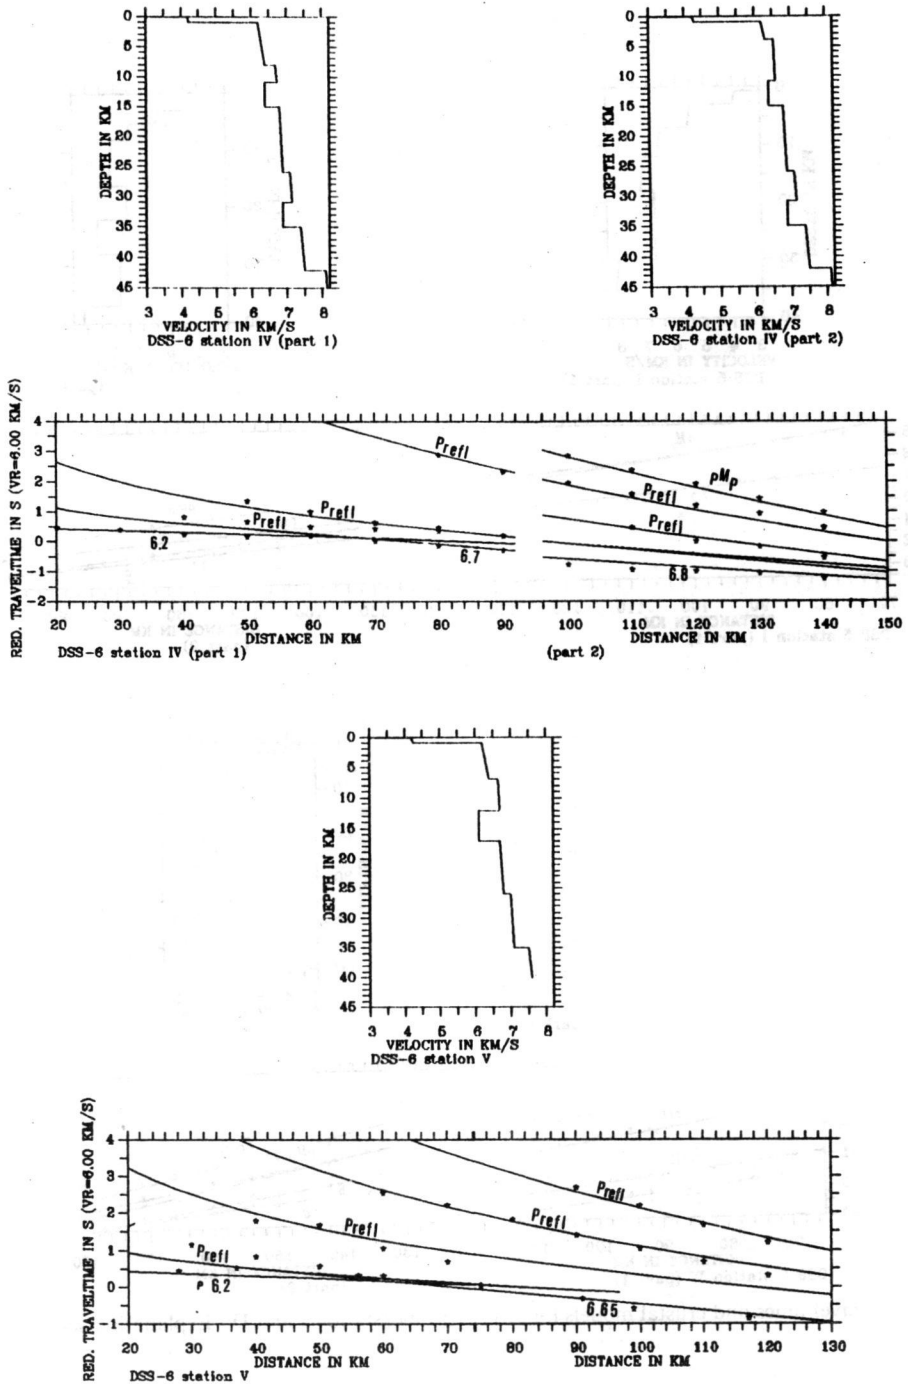 0 0
5 5
10 10
15 15
20 20
25 25
30 30
35 35
40 40
45 45
DEPTH IN KM DEPTH IN KM
3 4 5 6 7 8 3 4 5 6 7 8
VELOCITY IN KM/S VELOCITY IN KM/S
DSS-6 station IV (part 1) DSS-6 station IV (part 2)
RED. TRAVELTIME IN S (VR=6.00 KM/S)
4
3
2
1
0
-1
-2
Prefl
PMP
Prefl
Prefl Prefl
Prefl
6.2 6.7 6.8
20 30 40 50 60 70 80 90 100 110 120 130 140 150
DISTANCE IN KM DISTANCE IN KM
DSS-6 station IV (part 1) (part 2)
0
5
10
15
20
25
30
35
40
45
DEPTH IN KM
3 4 5 6 7 8
VELOCITY IN KM/S
DSS-6 station V
RED. TRAVELTIME IN S (VR=6.00 KM/S)
4
3
2
1
0
-1
Prefl
Prefl Prefl
Prefl
P 6.2 6.65
20 30 40 50 60 70 80 90 100 110 120 130
DISTANCE IN KM DISTANCE IN KM
DSS-6 station V